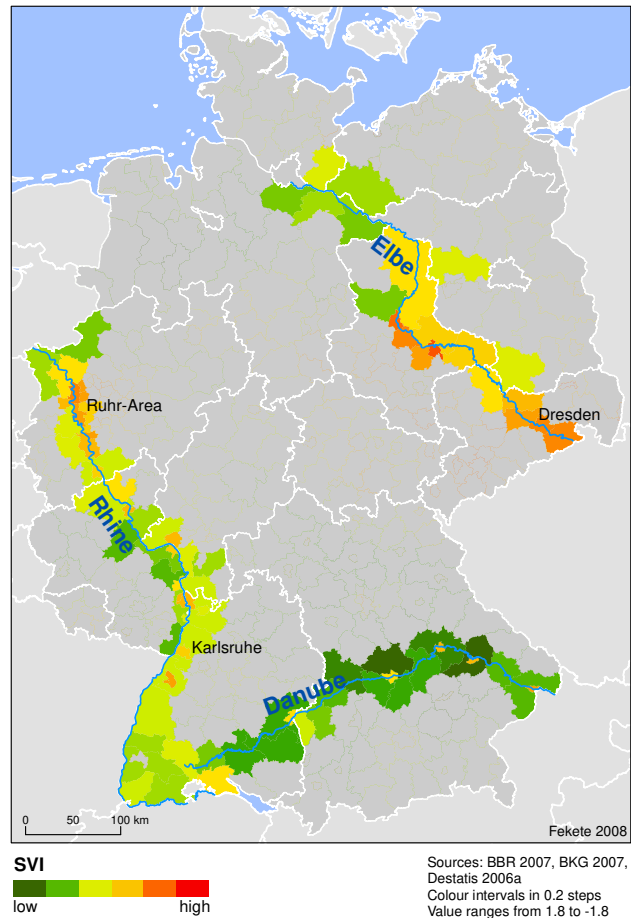 Elbe
Ruhr-Area
Dresden
Rhine
Karlsruhe
Danube
0 50 100 km
Fekete 2008
SVI
low high
Sources: BBR 2007, BKG 2007,
Destatis 2006a
Colour intervals in 0.2 steps
Value ranges from 1.8 to -1.8